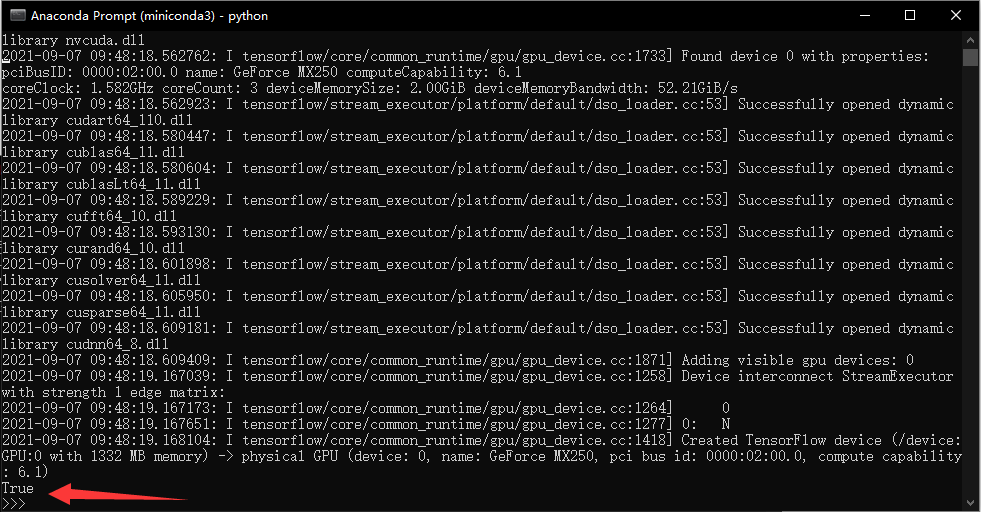 Anaconda Prompt (miniconda3) - python
library nvcuda.dll
2021-09-07 09:48:18.562762: I tensorflow/core/common_runtime/gpu/gpu_device.cc:1733] Found device 0 with properties:
pciBusID: 0000:02:00.0 name: GeForce MX250 computeCapability: 6.1
coreClock: 1.582GHz coreCount: 3 deviceMemorySize: 2.00GiB deviceMemoryBandwidth: 52.21GiB/s
2021-09-07 09:48:18.562923: I tensorflow/stream_executor/platform/default/dso_loader.cc:53] Successfully opened dynamic
library cudart64_110.dll
2021-09-07 09:48:18.580447: I tensorflow/stream_executor/platform/default/dso_loader.cc:53] Successfully opened dynamic
library cublas64_11.dll
2021-09-07 09:48:18.580604: I tensorflow/stream_executor/platform/default/dso_loader.cc:53] Successfully opened dynamic
library cublasLt64_11.dll
2021-09-07 09:48:18.589229: I tensorflow/stream_executor/platform/default/dso_loader.cc:53] Successfully opened dynamic
library cufft64_10.dll
2021-09-07 09:48:18.593130: I tensorflow/stream_executor/platform/default/dso_loader.cc:53] Successfully opened dynamic
library curand64_10.dll
2021-09-07 09:48:18.601898: I tensorflow/stream_executor/platform/default/dso_loader.cc:53] Successfully opened dynamic
library cusolver64_11.dll
2021-09-07 09:48:18.605950: I tensorflow/stream_executor/platform/default/dso_loader.cc:53] Successfully opened dynamic
library cusparse64_11.dll
2021-09-07 09:48:18.609181: I tensorflow/stream_executor/platform/default/dso_loader.cc:53] Successfully opened dynamic
library cudnn64_8.dll
2021-09-07 09:48:18.609409: I tensorflow/core/common_runtime/gpu/gpu_device.cc:1871] Adding visible gpu devices: 0
2021-09-07 09:48:19.167039: I tensorflow/core/common_runtime/gpu/gpu_device.cc:1258] Device interconnect StreamExecutor
with strength 1 edge matrix:
2021-09-07 09:48:19.167173: I tensorflow/core/common_runtime/gpu/gpu_device.cc:1264]      0
2021-09-07 09:48:19.167651: I tensorflow/core/common_runtime/gpu/gpu_device.cc:1277] 0:   N
2021-09-07 09:48:19.168104: I tensorflow/core/common_runtime/gpu/gpu_device.cc:1418] Created TensorFlow device (/device:
GPU:0 with 1332 MB memory) -> physical GPU (device: 0, name: GeForce MX250, pci bus id: 0000:02:00.0, compute capability
: 6.1)
True
>>>